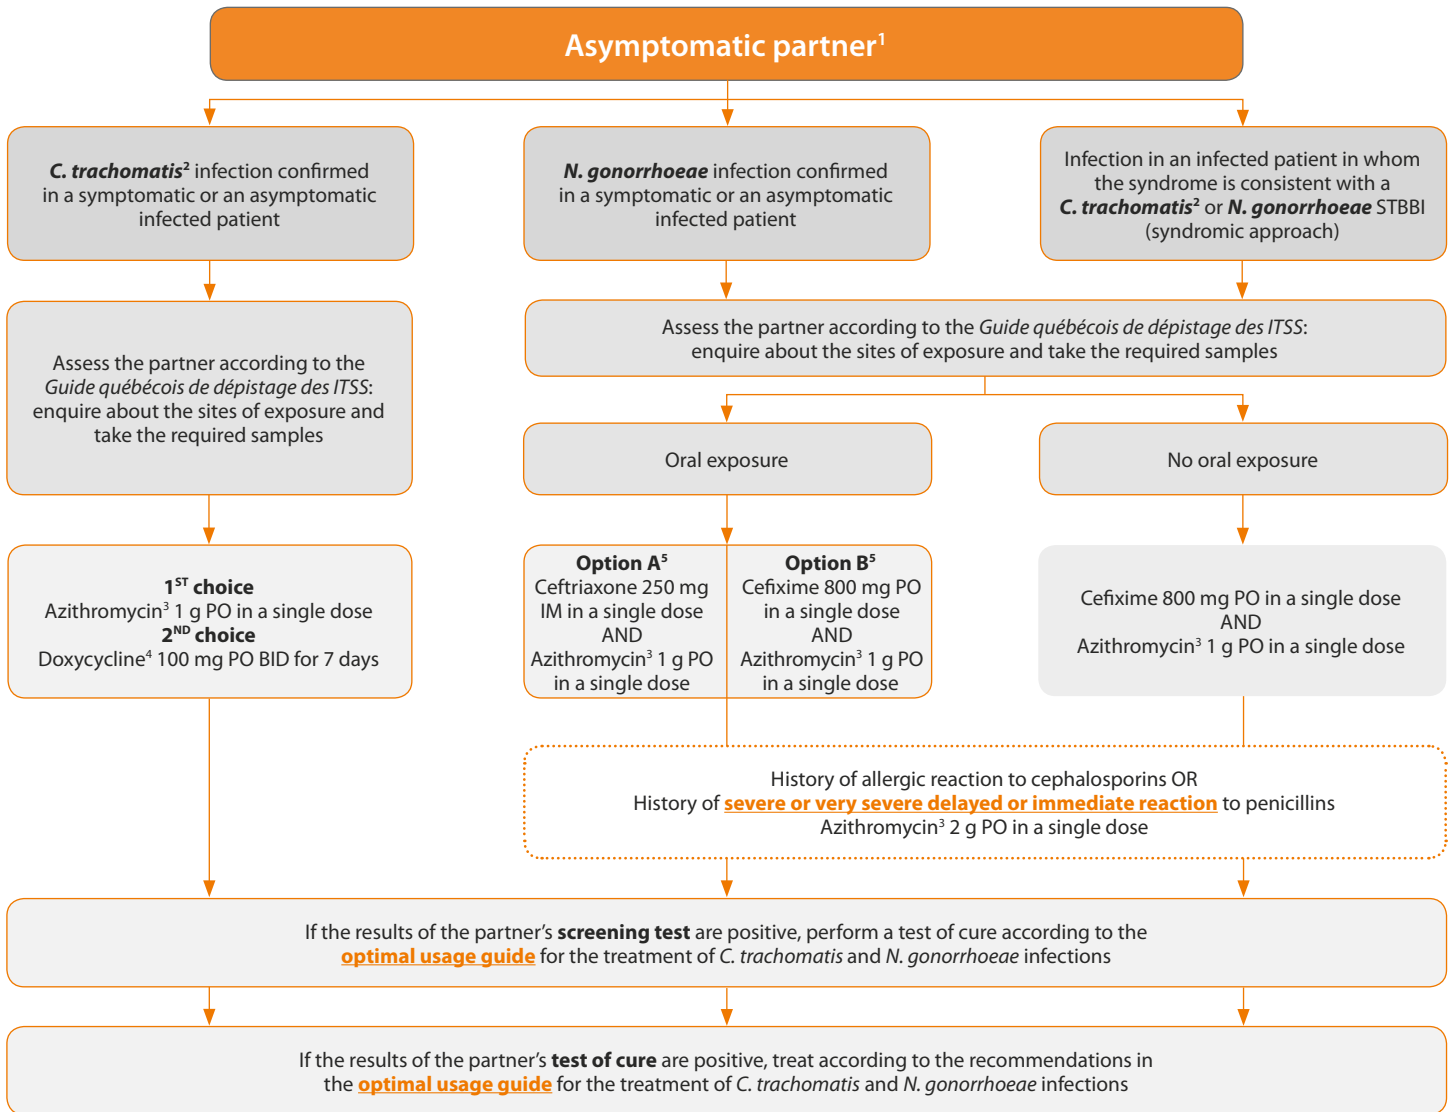 Asymptomatic partner¹
C. trachomatis² infection confirmed
in a symptomatic or an asymptomatic
infected patient
N. gonorrhoeae infection confirmed
in a symptomatic or an asymptomatic
infected patient
Infection in an infected patient in whom
the syndrome is consistent with a
C. trachomatis² or N. gonorrhoeae STBBI
(syndromic approach)
Assess the partner according to the
Guide québécois de dépistage des ITSS:
enquire about the sites of exposure and
take the required samples
Assess the partner according to the Guide québécois de dépistage des ITSS:
enquire about the sites of exposure and take the required samples
Oral exposure
No oral exposure
1ST choice
Azithromycin³ 1 g PO in a single dose
2ND choice
Doxycycline⁴ 100 mg PO BID for 7 days
Option A⁵
Ceftriaxone 250 mg
IM in a single dose
AND
Azithromycin³ 1 g PO
in a single dose
Option B⁵
Cefixime 800 mg PO
in a single dose
AND
Azithromycin³ 1 g PO
in a single dose
Cefixime 800 mg PO in a single dose
AND
Azithromycin³ 1 g PO in a single dose
History of allergic reaction to cephalosporins OR
History of severe or very severe delayed or immediate reaction to penicillins
Azithromycin³ 2 g PO in a single dose
If the results of the partner's screening test are positive, perform a test of cure according to the
optimal usage guide for the treatment of C. trachomatis and N. gonorrhoeae infections
If the results of the partner's test of cure are positive, treat according to the recommendations in
the optimal usage guide for the treatment of C. trachomatis and N. gonorrhoeae infections